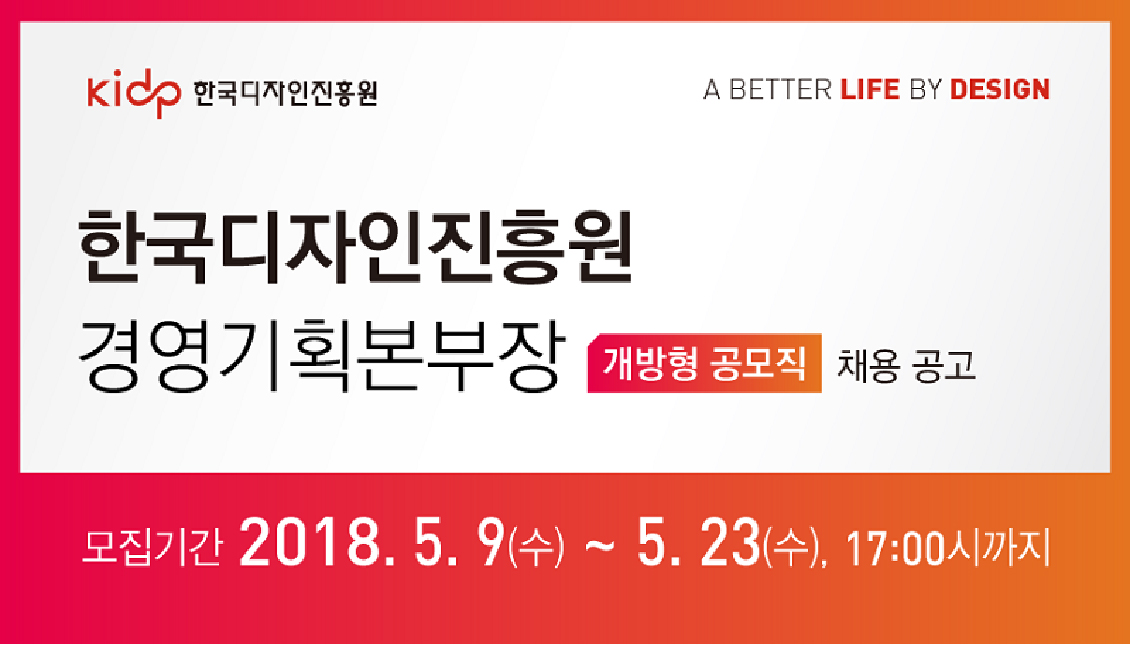 kidp 한국디자인진흥원
A BETTER LIFE BY DESIGN
한국디자인진흥원
경영기획본부장 개방형 공모직 채용 공고
모집기간 2018. 5. 9(수) ~ 5. 23(수), 17:00시까지